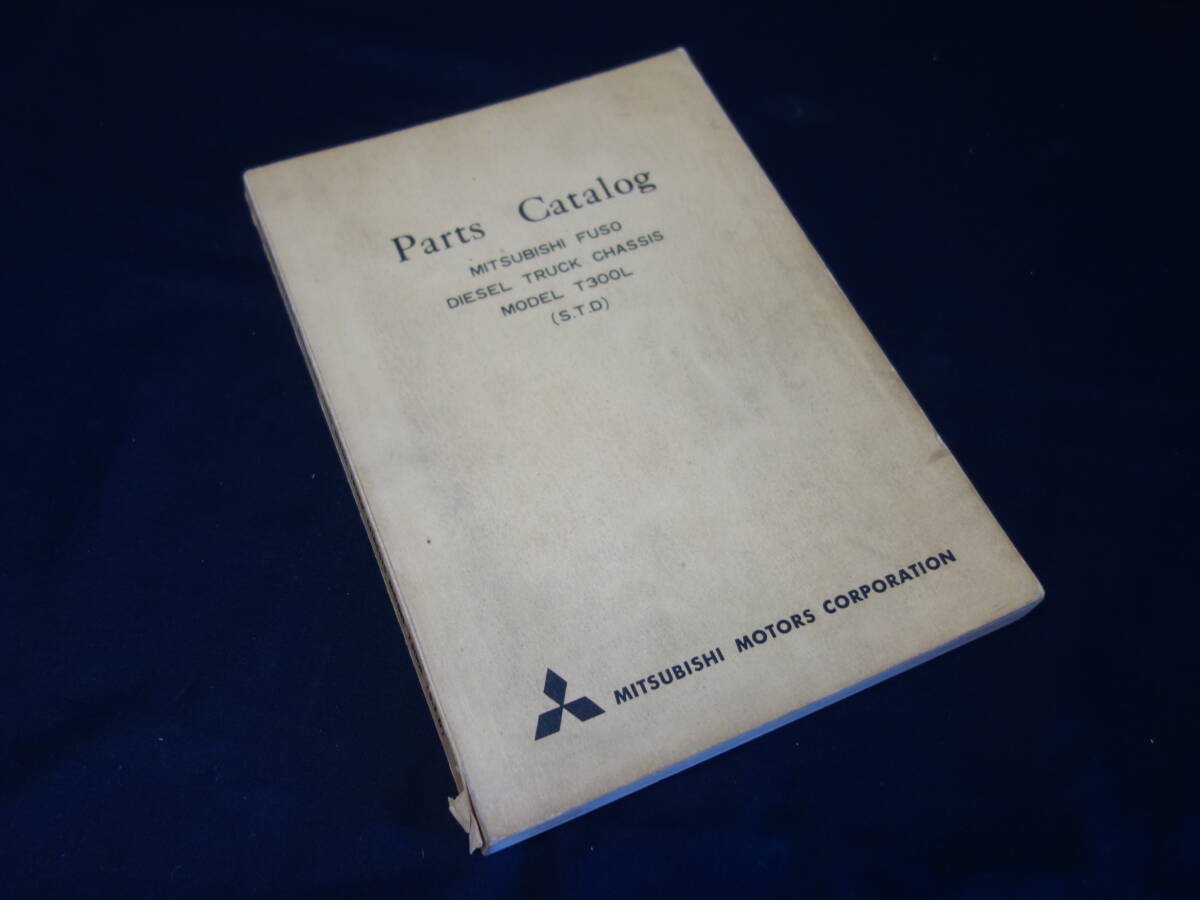 Parts Catalog
MITSUBISHI FUSO
DIESEL TRUCK CHASSIS
MODEL T300L
(S.T.D)
MITSUBISHI MOTORS CORPORATION